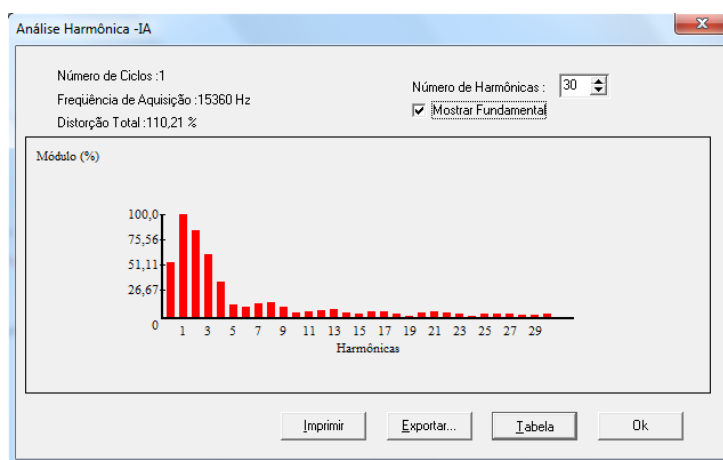 Análise Harmônica -IA
x
Número de Ciclos :1
Freqüência de Aquisição :15360 Hz
Distorção Total :110,21 %
Número de Harmônicas :
30
Mostrar Fundamental
Módulo (%)
100,0
75,56
51,11
26,67
0
1 3 5 7 9 11 13 15 17 19 21 23 25 27 29
Harmônicas
Imprimir
Exportar...
Tabela
Ok